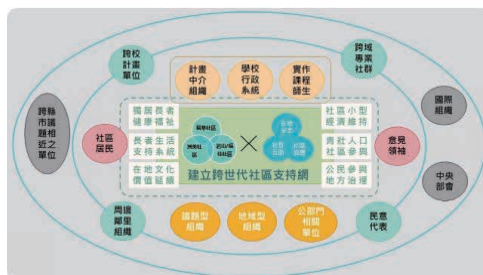 跨校
計畫單位
計畫
中介
組織
學校
行政
系統
實作
課程
師生
跨域
專業
社群
跨縣
市議
題相
近之
單位
國際
組織
獨居長者
健康福祉
社區小型
經濟維持
社區
居民
長者生活
支持系統
青壯人口
社區參與
意見
領袖
在地文延
價值續
公民參與
地方治理
建立跨世代社區支持網
中央
部會
周邊
鄰里
組織
議題型
組織
地域型
組織
公部門
相關
單位
民意
代表